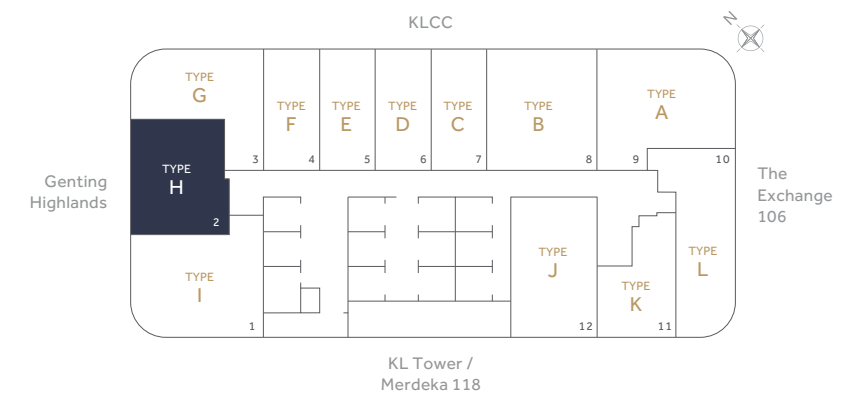 KLCC
N
TYPE
G
3
TYPE
F
4
TYPE
E
5
TYPE
D
6
TYPE
C
7
TYPE
B
8
TYPE
A
9
10
Genting
Highlands
TYPE
H
2
The
Exchange
106
TYPE
I
1
TYPE
J
12
TYPE
K
11
TYPE
L
KL Tower /
Merdeka 118